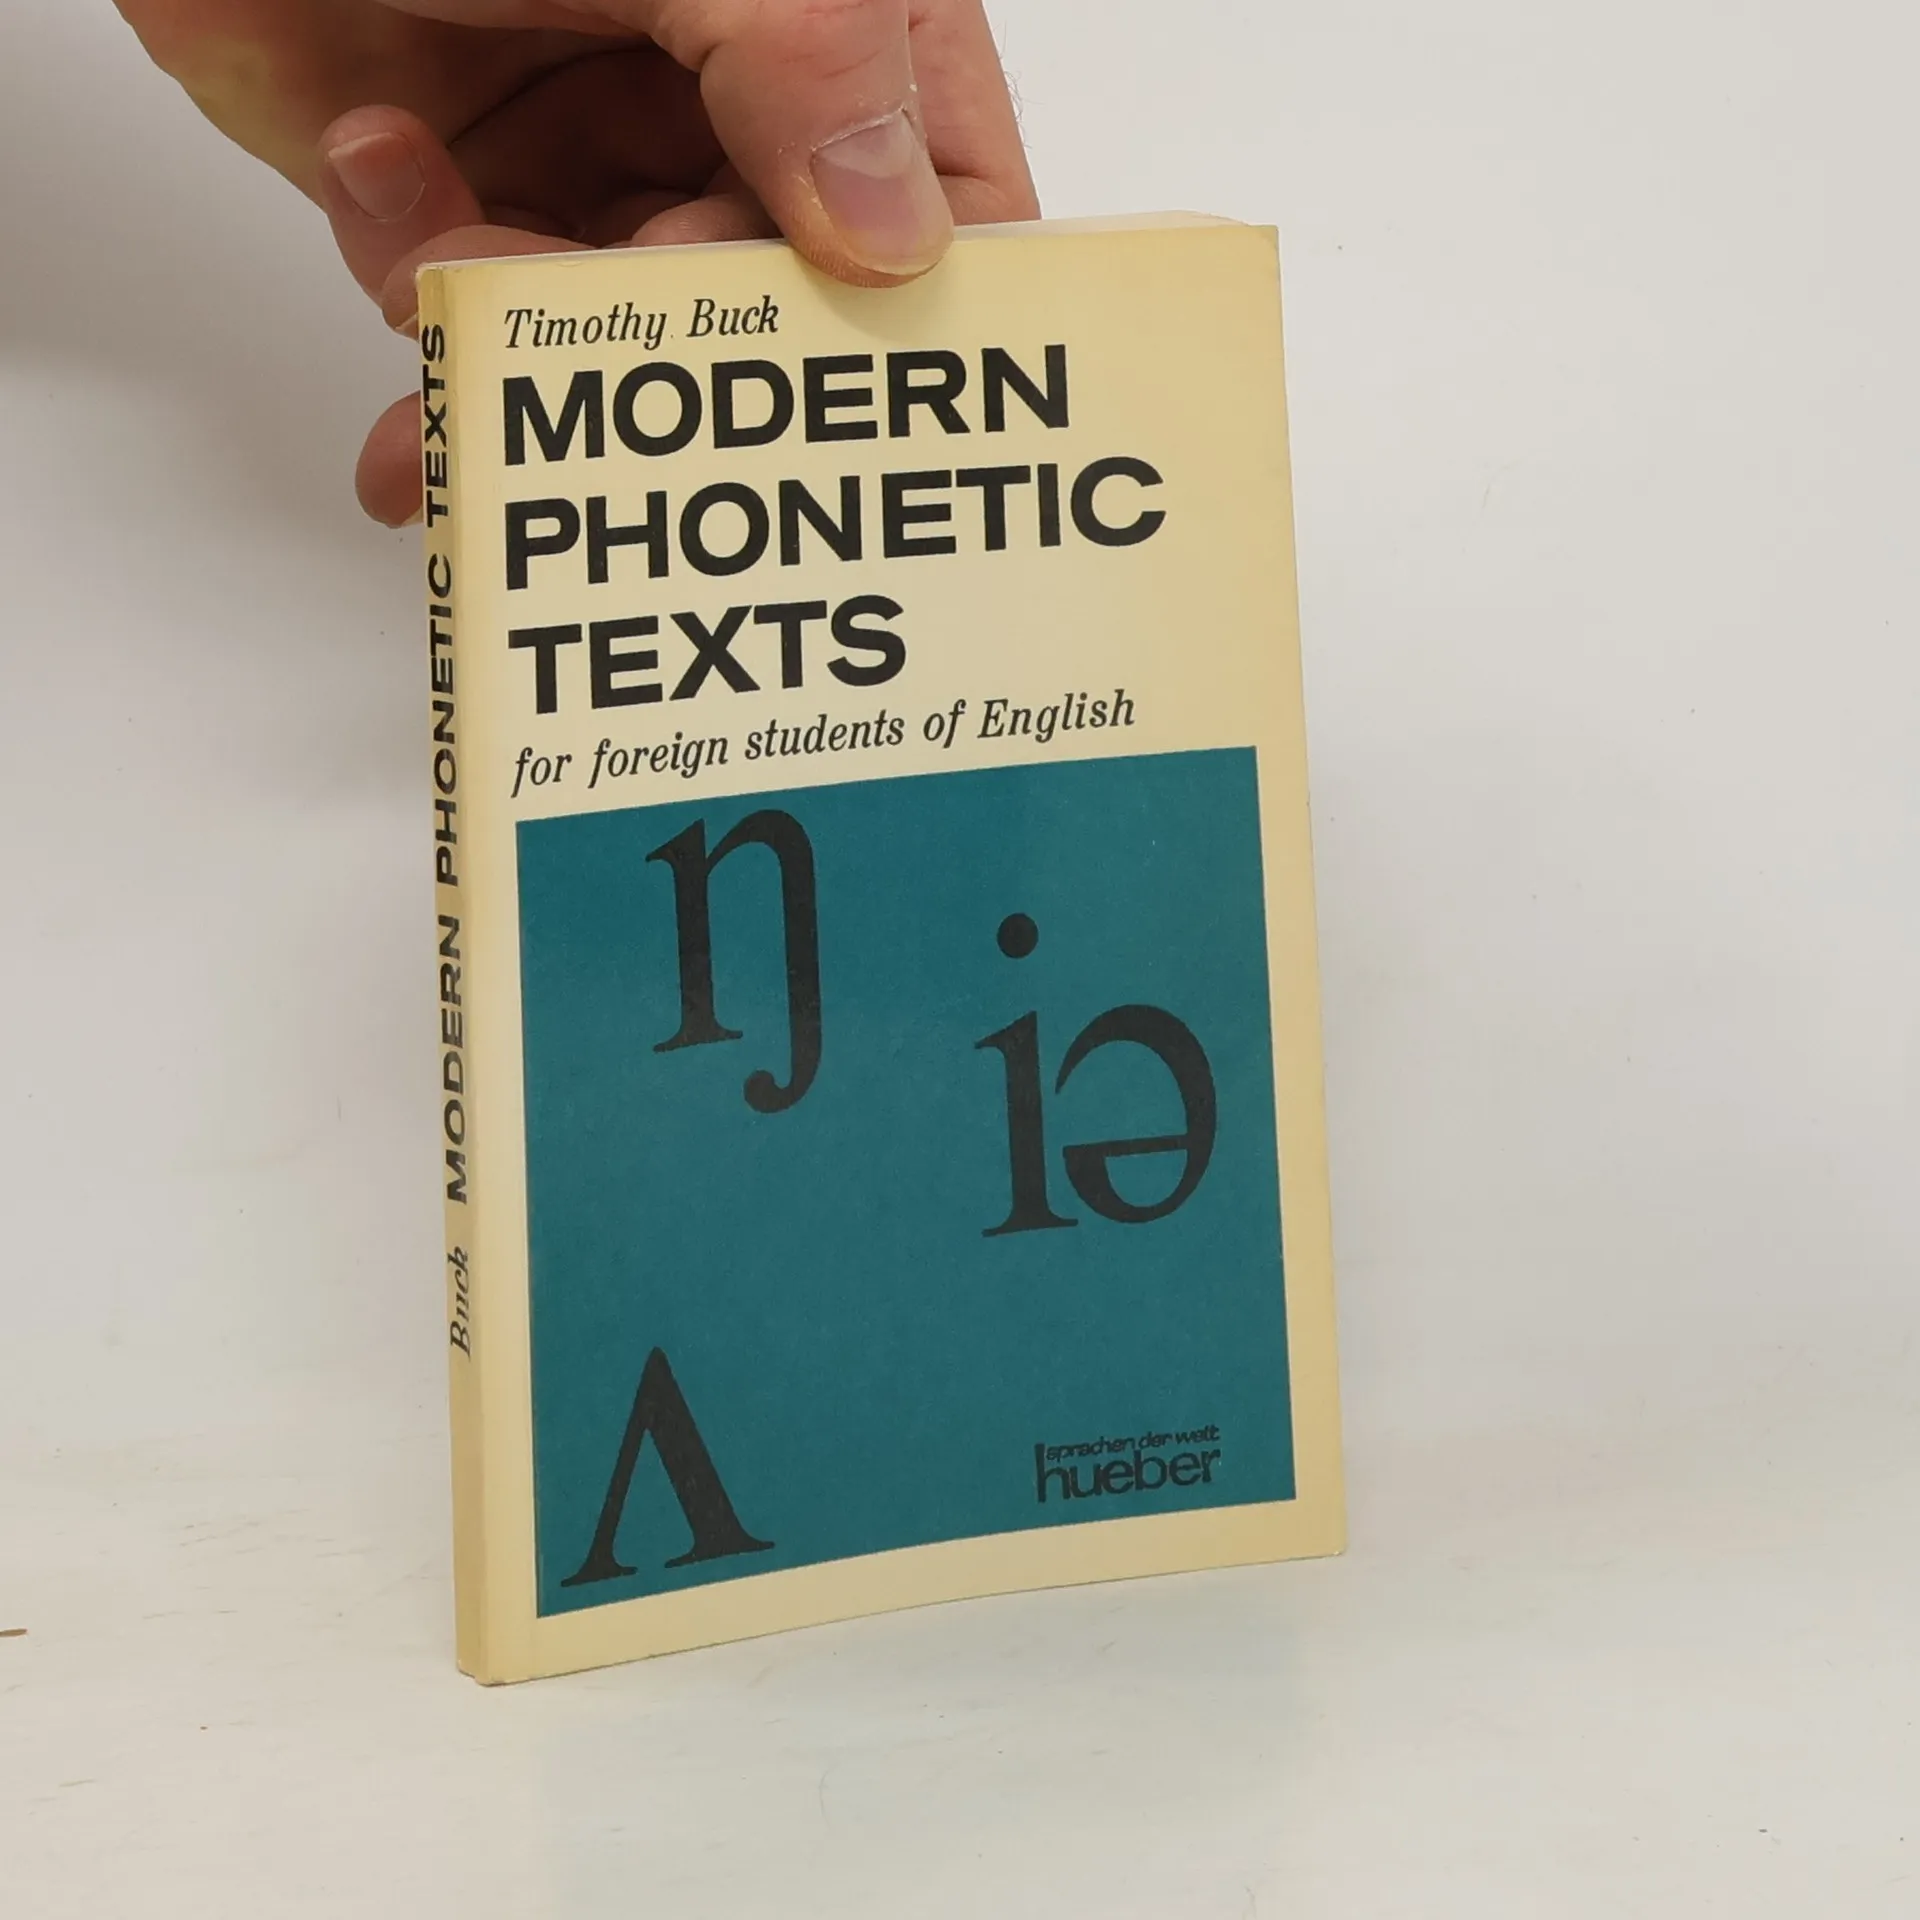 Timothy Buck
MODERN
PHONETIC
TEXTS
for foreign students of English
ŋ
iə
ʌ
sprachen der welt
hueber
Buck MODERN PHONETIC TEXTS